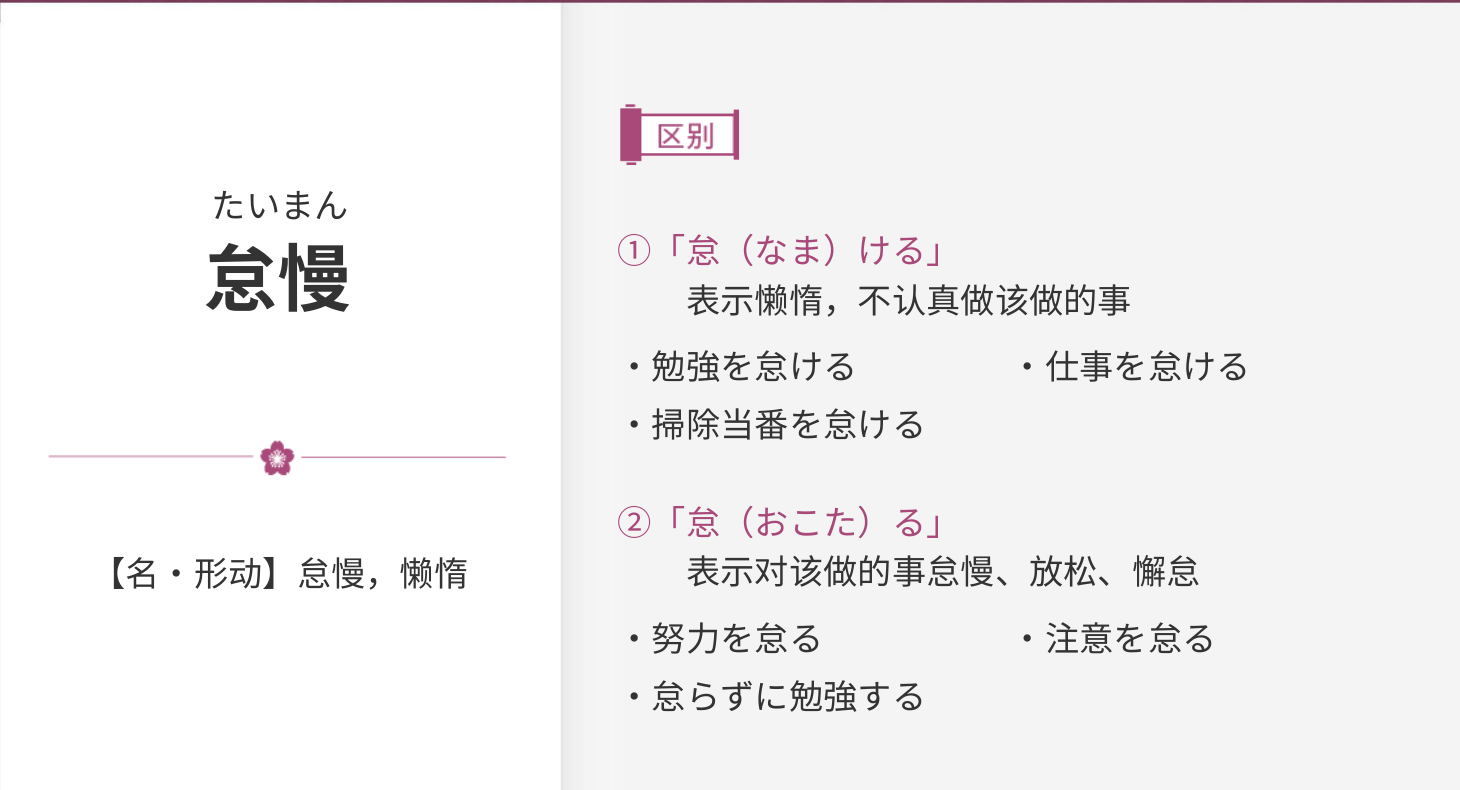 たいまん
怠慢
【名・形动】怠慢，懒惰
区别
①「怠（なま）ける」
表示懒惰，不认真做该做的事
・勉強を怠ける ・仕事を怠ける
・掃除当番を怠ける
②「怠（おこた）る」
表示对该做的事怠慢、放松、懈怠
・努力を怠る ・注意を怠る
・怠らずに勉強する